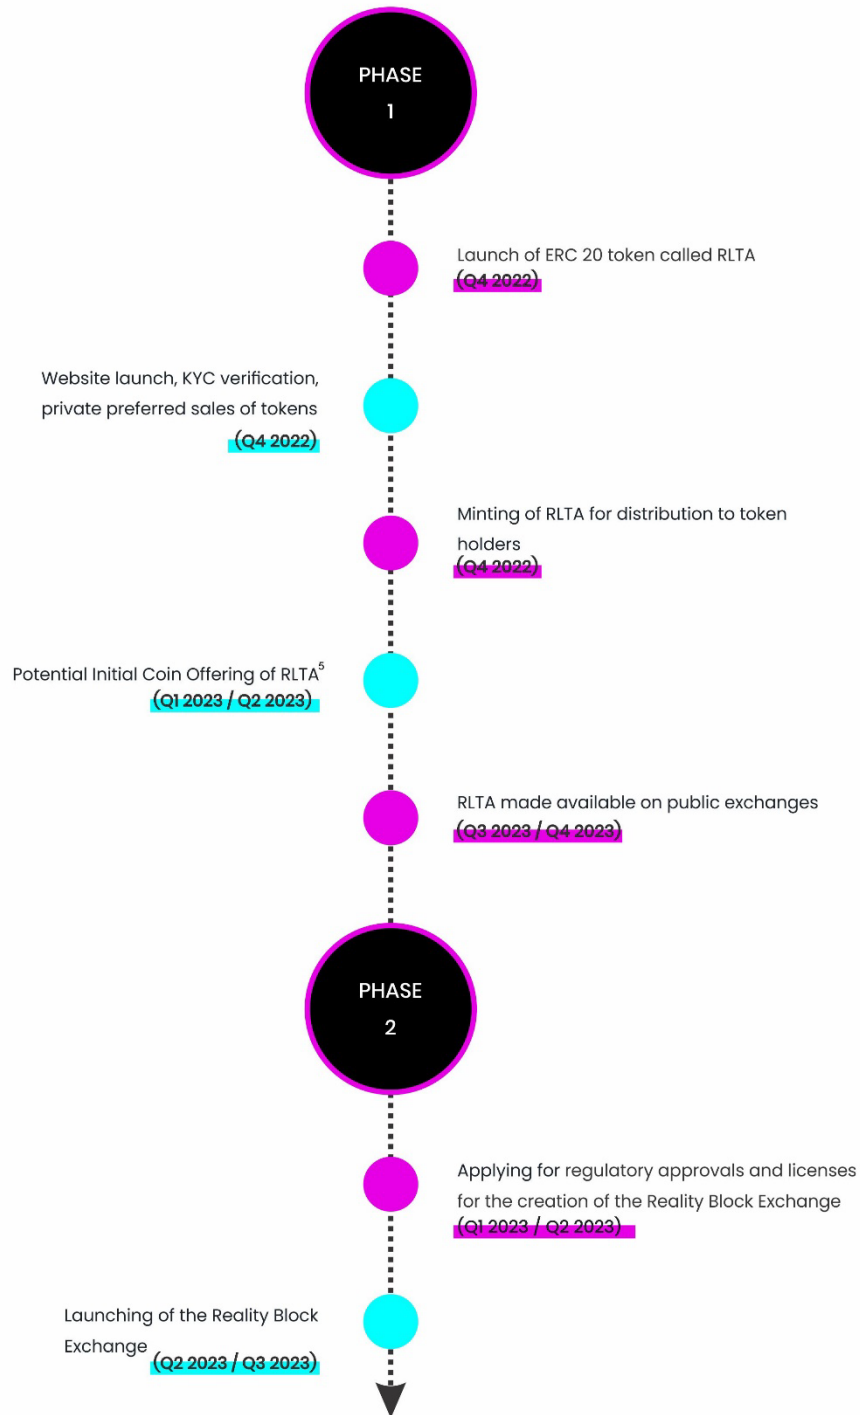 PHASE
1
Launch of ERC 20 token called RLTA
(Q4 2022)
Website launch, KYC verification,
private preferred sales of tokens
(Q4 2022)
Minting of RLTA for distribution to token
holders
(Q4 2022)
Potential Initial Coin Offering of RLTA⁵
(Q1 2023 / Q2 2023)
RLTA made available on public exchanges
(Q3 2023 / Q4 2023)
PHASE
2
Applying for regulatory approvals and licenses
for the creation of the Reality Block Exchange
(Q1 2023 / Q2 2023)
Launching of the Reality Block
Exchange
(Q2 2023 / Q3 2023)